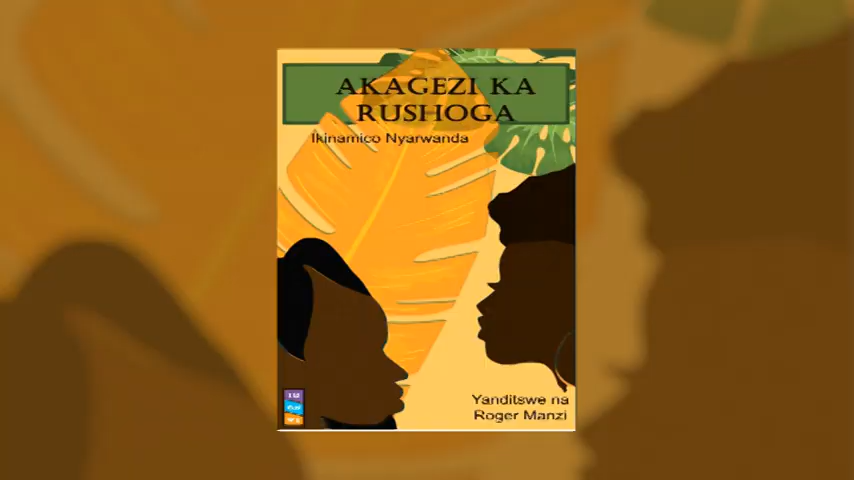 AKAGEZI KA
RUSHOGA
Ikinamico Nyarwanda
Yanditswe na
Roger Manzi